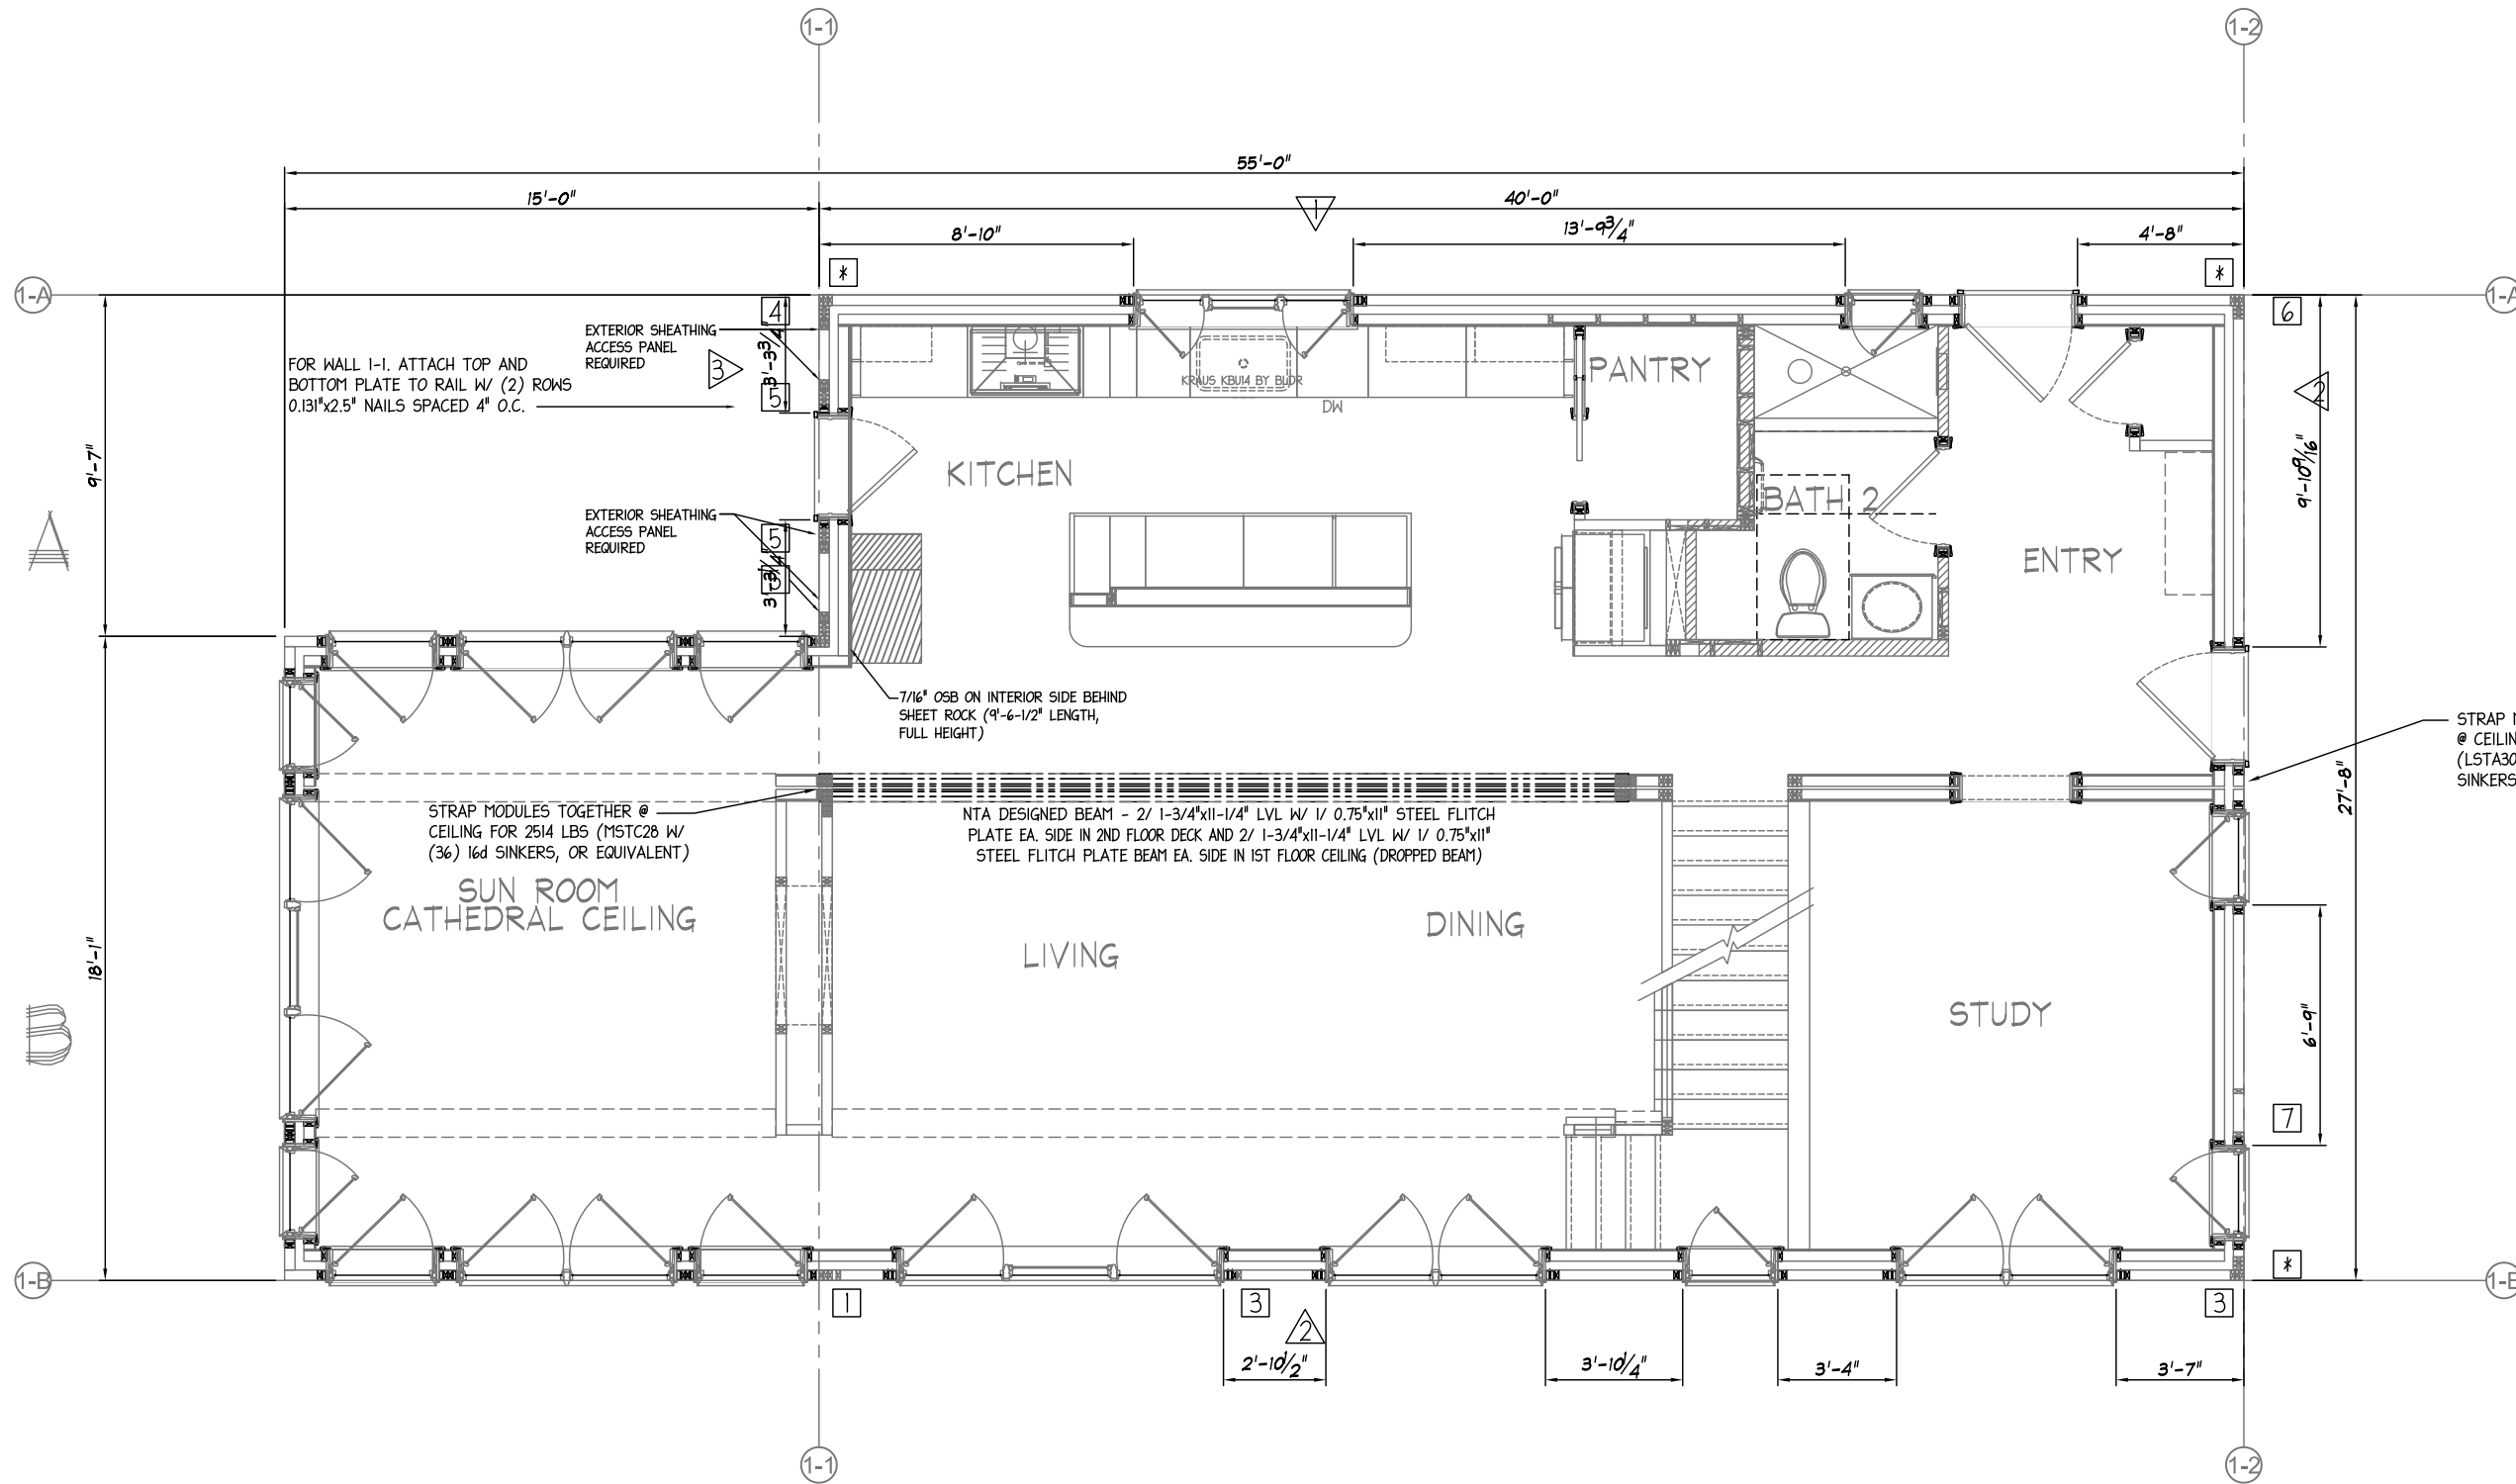 1-1
1-2
55'-0"
15'-0"
1
40'-0"
8'-10"
13'-9 3/4"
4'-8"
*
*
1-A
1-A
4
6
EXTERIOR SHEATHING
ACCESS PANEL
REQUIRED
3'-3 3/4"
3
FOR WALL 1-1. ATTACH TOP AND
BOTTOM PLATE TO RAIL W/ (2) ROWS
0.131"x2.5" NAILS SPACED 4" O.C.
5
2
PANTRY
KRAUS KBU14 BY BLDR
DW
9'-7"
KITCHEN
9'-10 9/16"
BATH 2
EXTERIOR SHEATHING
ACCESS PANEL
REQUIRED
5
A
ENTRY
7/16" OSB ON INTERIOR SIDE BEHIND
SHEET ROCK (9'-6-1/2" LENGTH,
FULL HEIGHT)
STRAP
@ CEILIN
(LSTA30
SINKERS
27'-8"
STRAP MODULES TOGETHER @
CEILING FOR 2514 LBS (MSTC28 W/
(36) 16d SINKERS, OR EQUIVALENT)
NTA DESIGNED BEAM - 2/ 1-3/4"x11-1/4" LVL W/ 1/ 0.75"x11" STEEL FLITCH
PLATE EA. SIDE IN 2ND FLOOR DECK AND 2/ 1-3/4"x11-1/4" LVL W/ 1/ 0.75"x11"
STEEL FLITCH PLATE BEAM EA. SIDE IN 1ST FLOOR CEILING (DROPPED BEAM)
SUN ROOM
CATHEDRAL CEILING
DINING
LIVING
18'-1"
STUDY
B
6'-9"
7
*
1-B
1-B
1
3
3
2
2'-10 1/2"
3'-10 1/4"
3'-4"
3'-7"
1-1
1-2